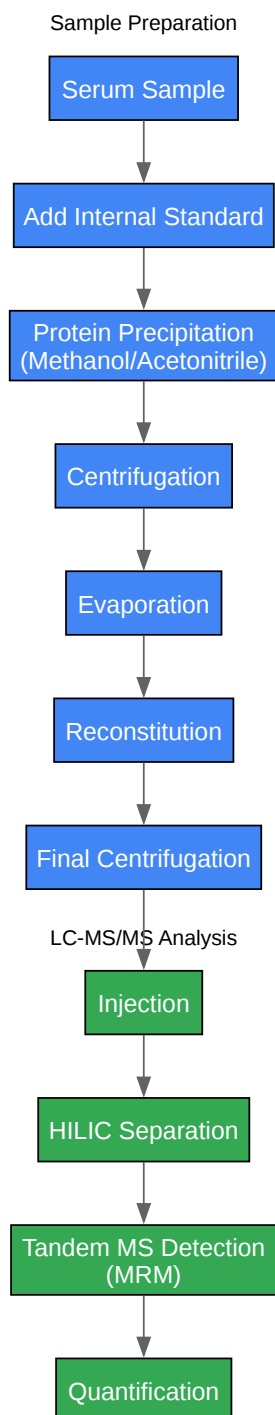 Sample Preparation
Serum Sample
Add Internal Standard
Protein Precipitation
(Methanol/Acetonitrile)
Centrifugation
Evaporation
Reconstitution
Final Centrifugation
LC-MS/MS Analysis
Injection
HILIC Separation
Tandem MS Detection
(MRM)
Quantification